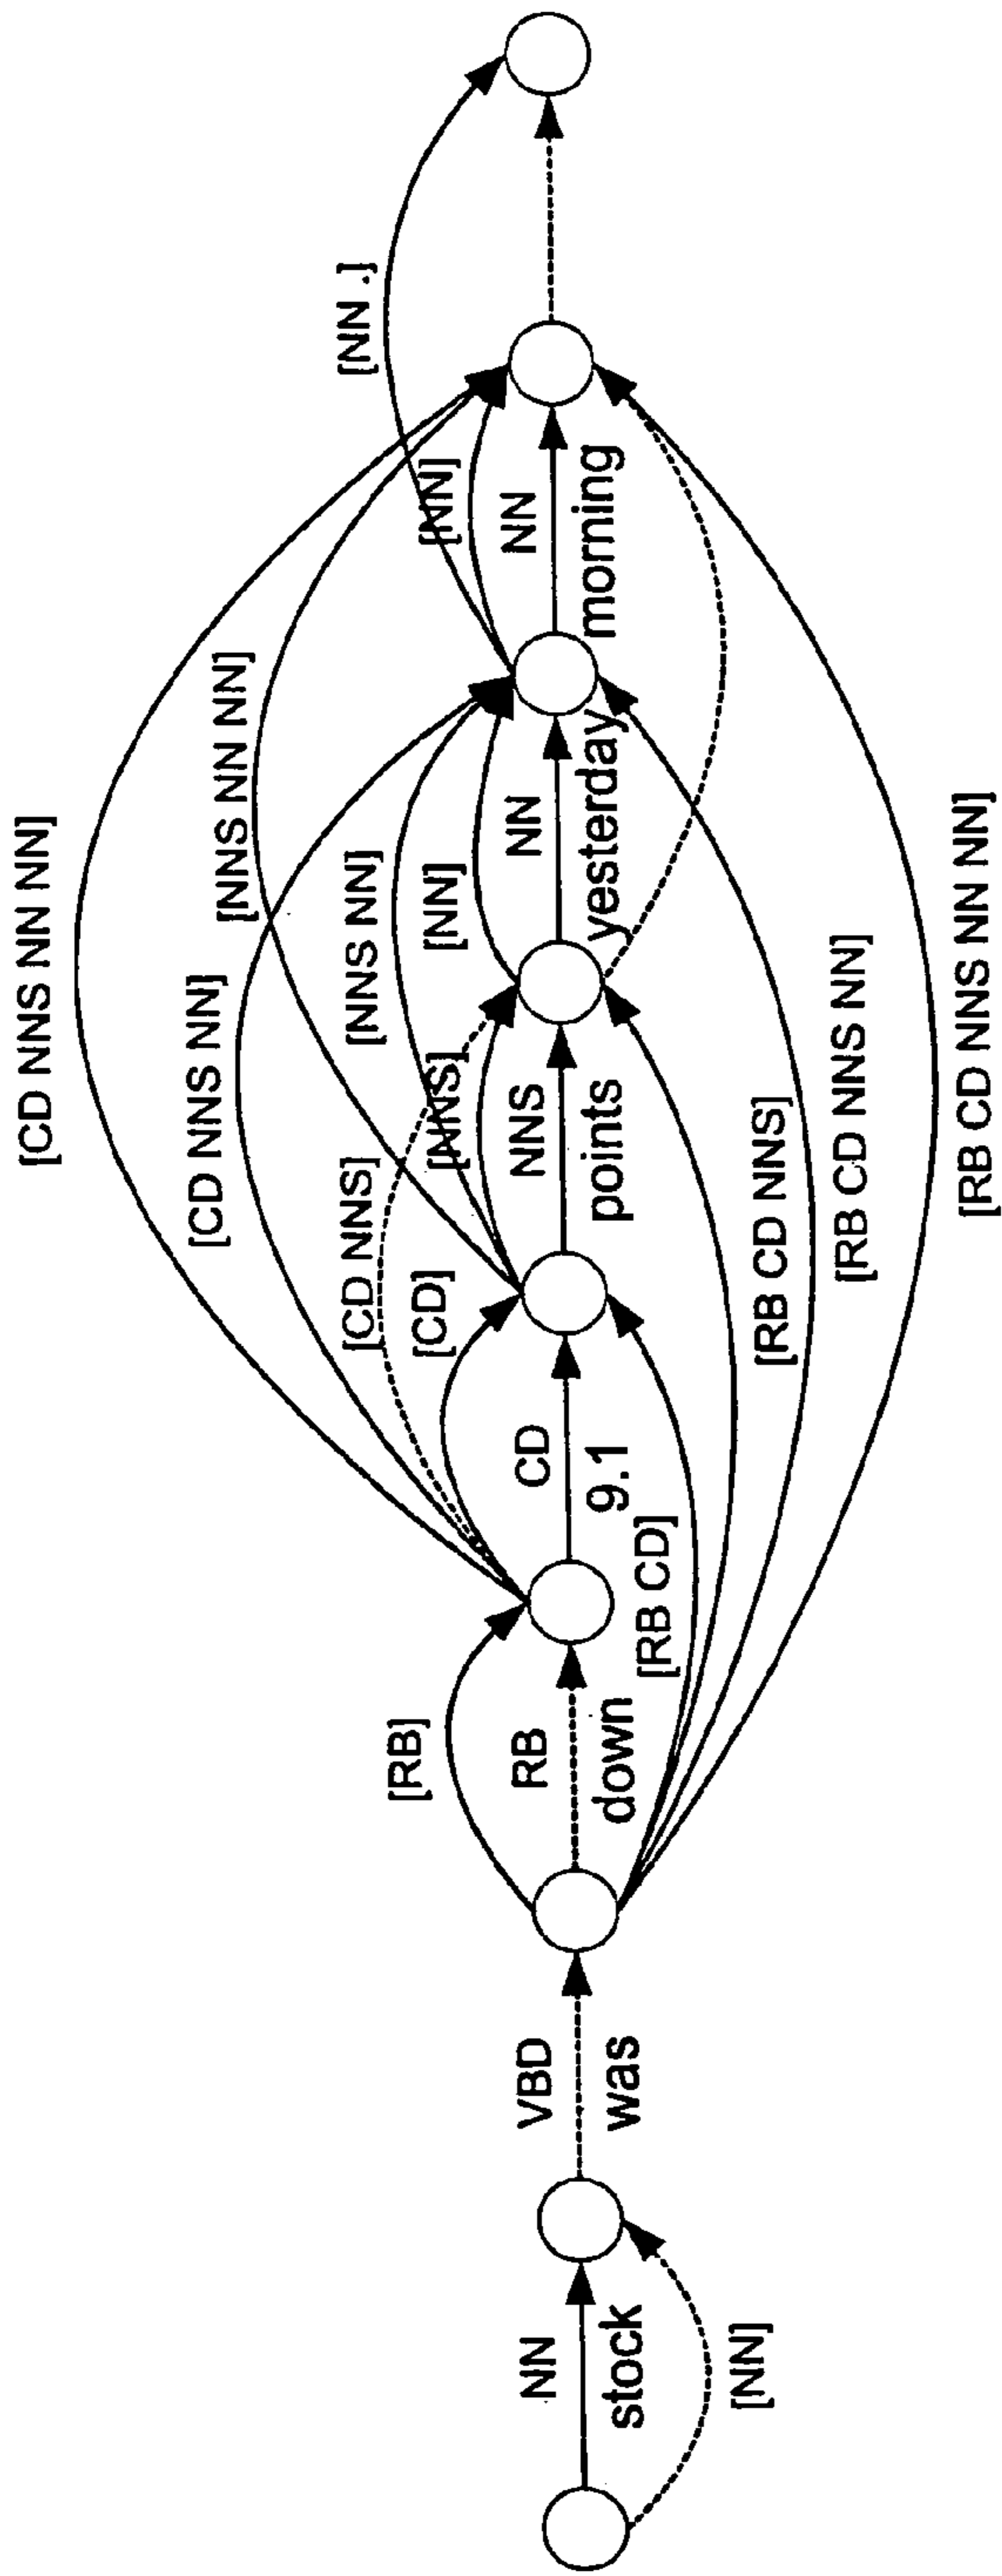 [CD NNS NN NN]
[NNS NN NN]
[CD NNS NN]
[NN .]
[NNS NN]
[CD NNS]
[NN]
[NN]
[NNS]
[CD]
[RB]
NN
VBD
RB
CD
NNS
NN
NN
stock
was
down
9.1
points
yesterday
morning
[NN]
[RB CD]
[RB CD NNS]
[RB CD NNS NN]
[RB CD NNS NN NN]